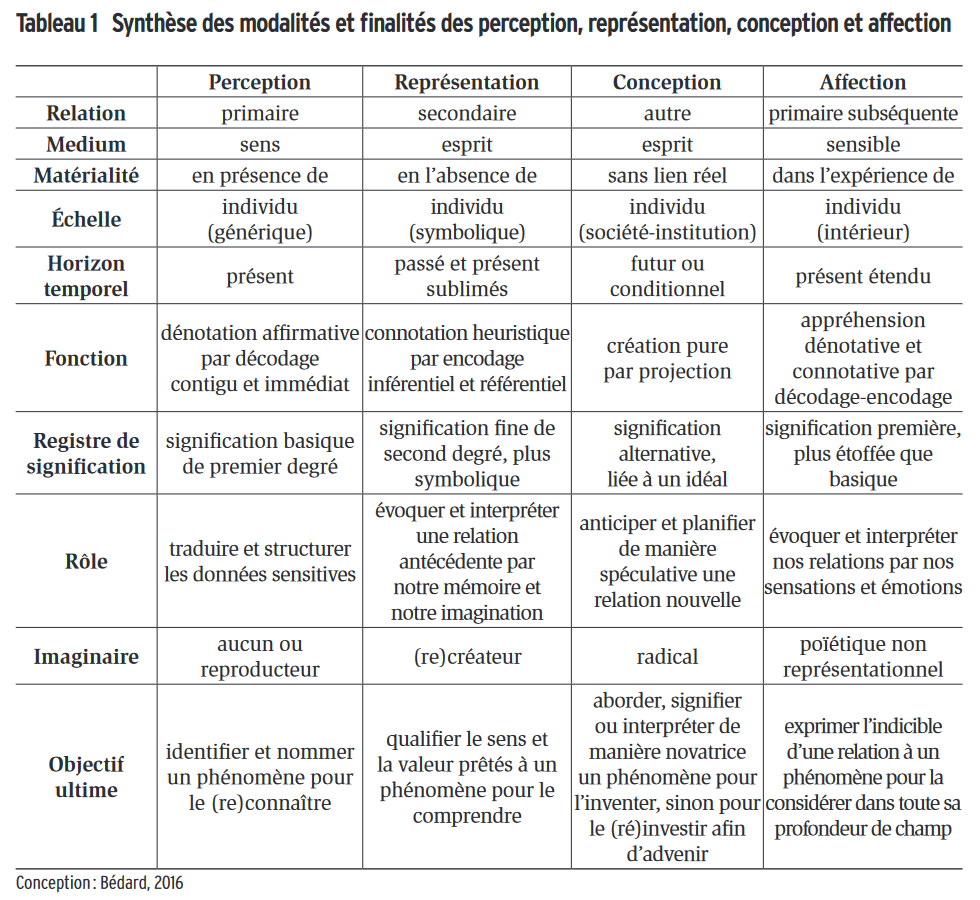 Tableau 1 Synthèse des modalités et finalités des perception, représentation, conception et affection
Perception Représentation Conception Affection
Relation primaire secondaire autre primaire subséquente
Medium sens esprit esprit sensible
Matérialité en présence de en l’absence de sans lien réel dans l’expérience de
Échelle
individu
(générique)
individu
(symbolique)
individu
(société-institution)
individu
(intérieur)
Horizon
temporel
présent
passé et présent
sublimés
futur ou
conditionnel
présent étendu
Fonction
dénotation affirmative
par décodage
contigu et immédiat
connotation heuristique
par encodage
inférentiel et référentiel
création pure
par projection
appréhension
dénotative et
connotative par
décodage-encodage
Registre de
signification
signification basique
de premier degré
signification fine de
second degré, plus
symbolique
signification
alternative,
liée à un idéal
signification première,
plus étoffée que
basique
Rôle
traduire et structurer
les données sensitives
évoquer et interpréter
une relation
antécédente par
notre mémoire et
notre imagination
anticiper et planifier
de manière
spéculative une
relation nouvelle
évoquer et interpréter
nos relations par nos
sensations et émotions
Imaginaire
aucun ou
reproducteur
(re)créateur
radical
poïétique non
représentationnel
Objectif
ultime
identifier et nommer
un phénomène pour
le (re)connaître
qualifier le sens et
la valeur prêtés à un
phénomène pour le
comprendre
aborder, signifier
ou interpréter de
manière novatrice
un phénomène pour
l’inventer, sinon pour
le (ré)investir afin
d’advenir
exprimer l’indicible
d’une relation à un
phénomène pour la
considérer dans toute sa
profondeur de champ
Conception : Bédard, 2016